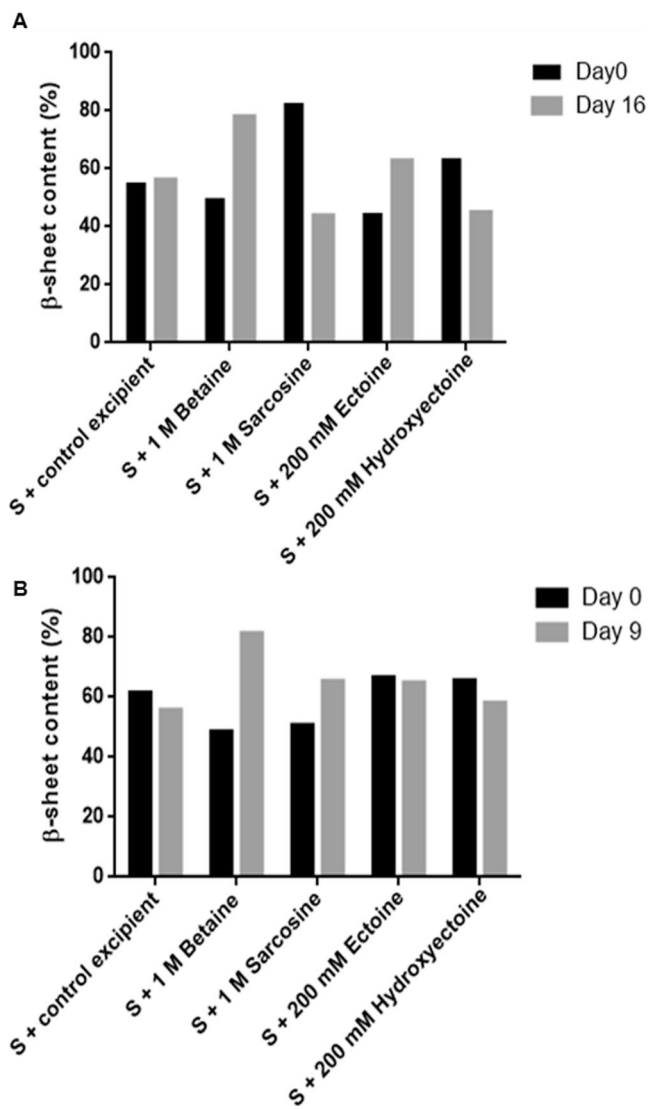 A
100
80
60
40
20
0
β-sheet content (%)
Day0
Day 16
S + control excipient
S + 1 M Betaine
S + 1 M Sarcosine
S + 200 mM Ectoine
S + 200 mM Hydroxyectoine
B
100
80
60
40
20
0
β-sheet content (%)
Day 0
Day 9
S + control excipient
S + 1 M Betaine
S + 1 M Sarcosine
S + 200 mM Ectoine
S + 200 mM Hydroxyectoine